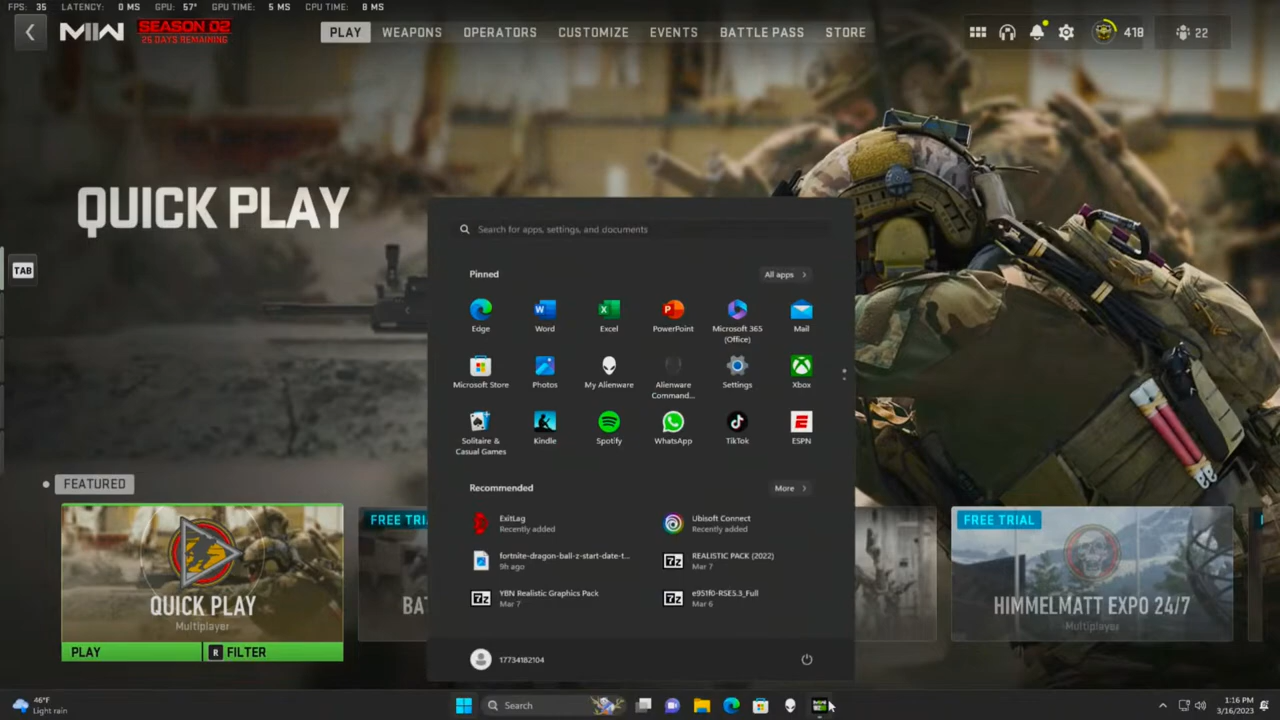 FPS: 35 LATENCY: 0 MS GPU: 57° GPU TIME: 5 MS CPU TIME: 8 MS
MW SEASON 02 PLAY WEAPONS OPERATORS CUSTOMIZE EVENTS BATTLE PASS STORE 418 22
25 DAYS REMAINING
QUICK PLAY
TAB
Search for apps, settings, and documents
Pinned All apps
Edge Word Excel PowerPoint Microsoft 365 Mail
(Office)
Microsoft Store Photos My Alienware Alienware Settings Xbox
Command...
Solitaire & Kindle Spotify WhatsApp TikTok ESPN
Casual Games
Recommended More
FEATURED
ExitLag Ubisoft Connect
Recently added Recently added
fortnite-dragon-ball-z-start-date-t... REALISTIC PACK (2022)
9h ago Mar 7
YBN Realistic Graphics Pack e951f0-RSE5.3_Full
Mar 7 Mar 6
FREE TRI
FREE TRIAL
QUICK PLAY BAT HIMMELMATT EXPO 24/7
Multiplayer Multiplayer
PLAY R FILTER
17734182104
46°F
Light rain
Search
1:16 PM
3/16/2023